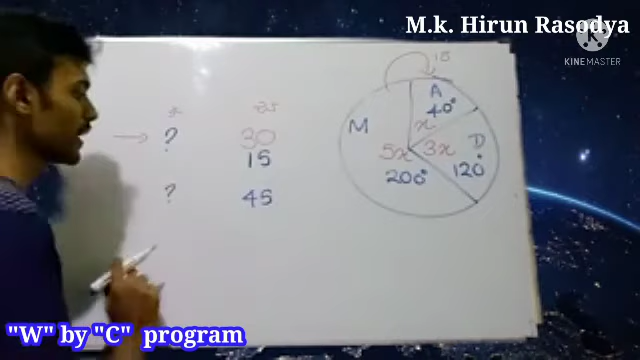 M.k. Hirun Rasodya
KINEMASTER
15
A
40°
x
M
5x
3x
D
200°
120°
→ ? 30
15
? 45
"W" by "C" program